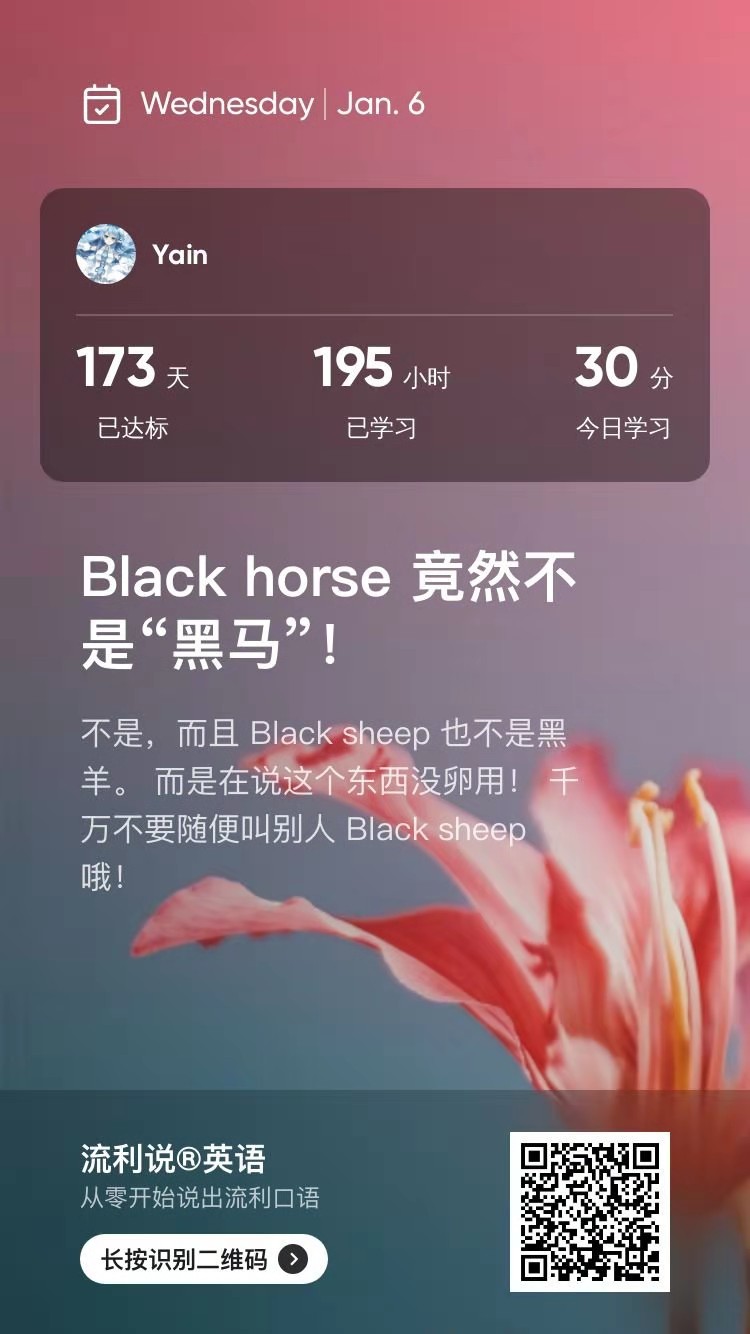 Wednesday | Jan. 6
Yain
173 天 195 小时 30 分
已达标 已学习 今日学习
Black horse 竟然不
是“黑马”！
不是，而且 Black sheep 也不是黑
羊。 而是在说这个东西没卵用！ 千
万不要随便叫别人 Black sheep
哦！
流利说®英语
从零开始说出流利口语
长按识别二维码